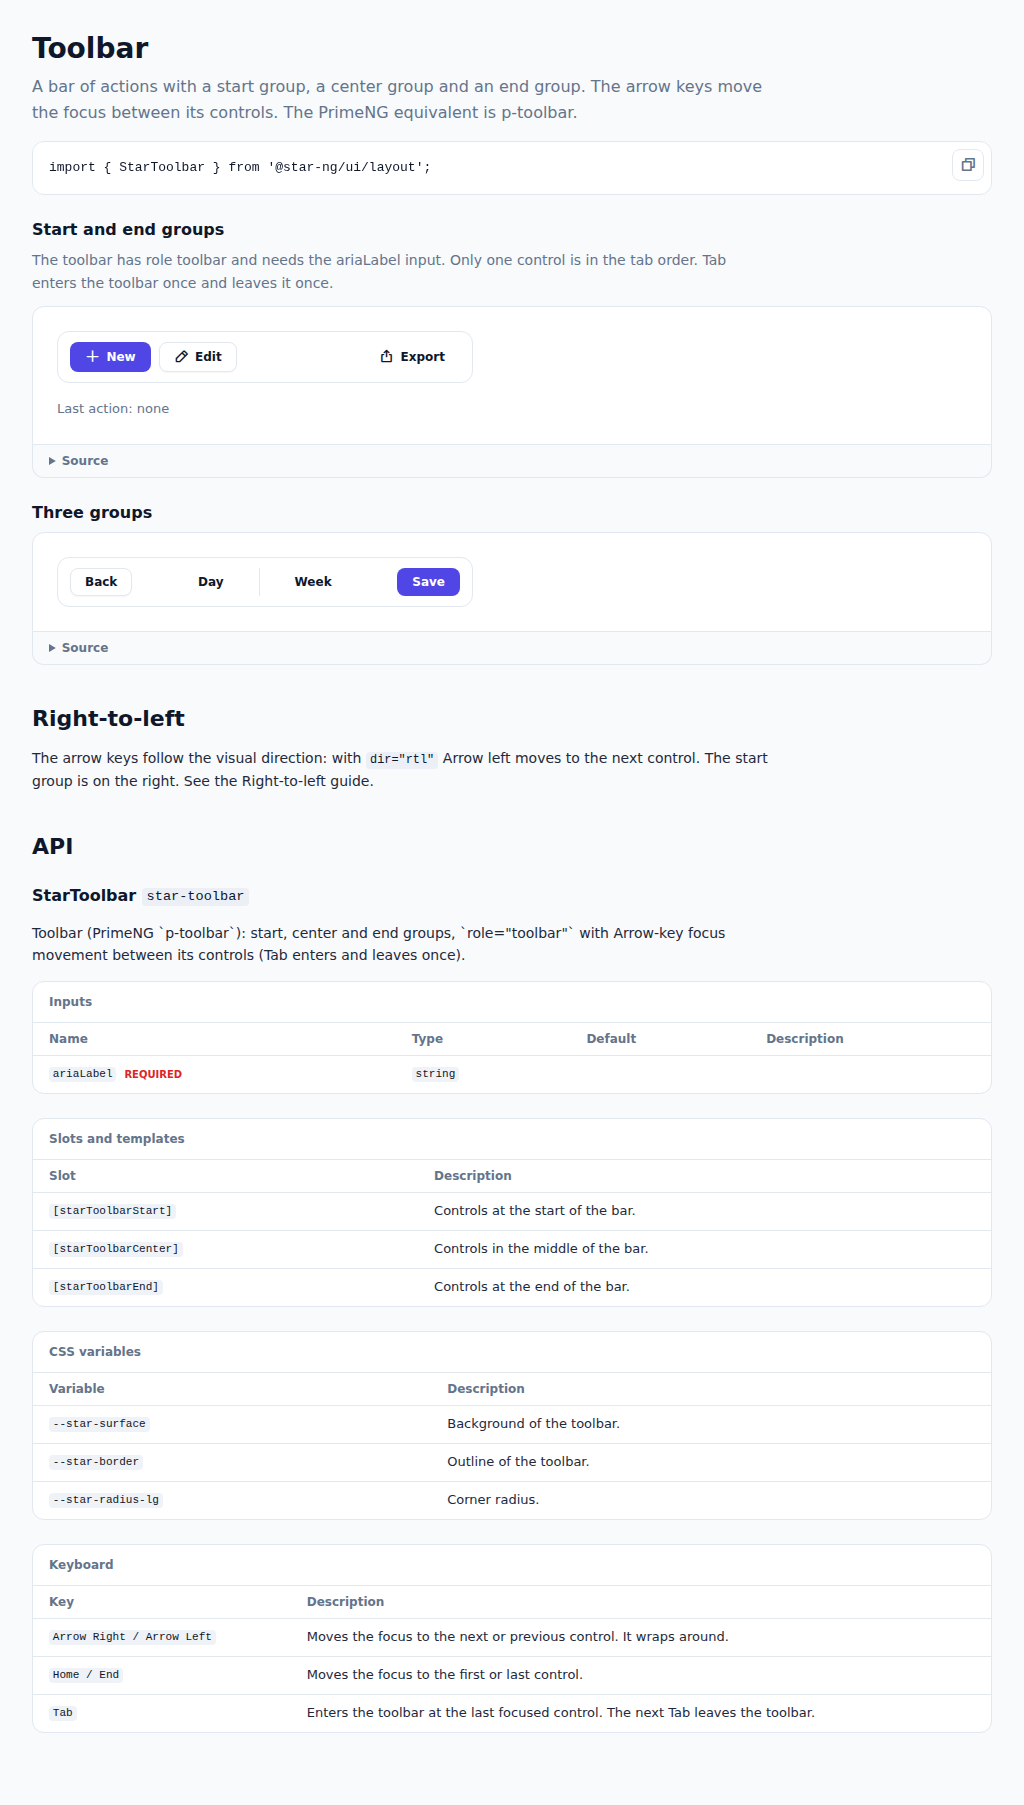 Toolbar
A bar of actions with a start group, a center group and an end group. The arrow keys move
the focus between its controls. The PrimeNG equivalent is p-toolbar.
import { StarToolbar } from '@star-ng/ui/layout';
Start and end groups
The toolbar has role toolbar and needs the ariaLabel input. Only one control is in the tab order. Tab
enters the toolbar once and leaves it once.
New Edit Export
Last action: none
Source
Three groups
Back Day Week Save
Source
Right-to-left
The arrow keys follow the visual direction: with dir="rtl" Arrow left moves to the next control. The start
group is on the right. See the Right-to-left guide.
API
StarToolbar star-toolbar
Toolbar (PrimeNG `p-toolbar`): start, center and end groups, `role="toolbar"` with Arrow-key focus
movement between its controls (Tab enters and leaves once).
Inputs
Name Type Default Description
ariaLabel REQUIRED string
Slots and templates
Slot Description
[starToolbarStart] Controls at the start of the bar.
[starToolbarCenter] Controls in the middle of the bar.
[starToolbarEnd] Controls at the end of the bar.
CSS variables
Variable Description
--star-surface Background of the toolbar.
--star-border Outline of the toolbar.
--star-radius-lg Corner radius.
Keyboard
Key Description
Arrow Right / Arrow Left Moves the focus to the next or previous control. It wraps around.
Home / End Moves the focus to the first or last control.
Tab Enters the toolbar at the last focused control. The next Tab leaves the toolbar.